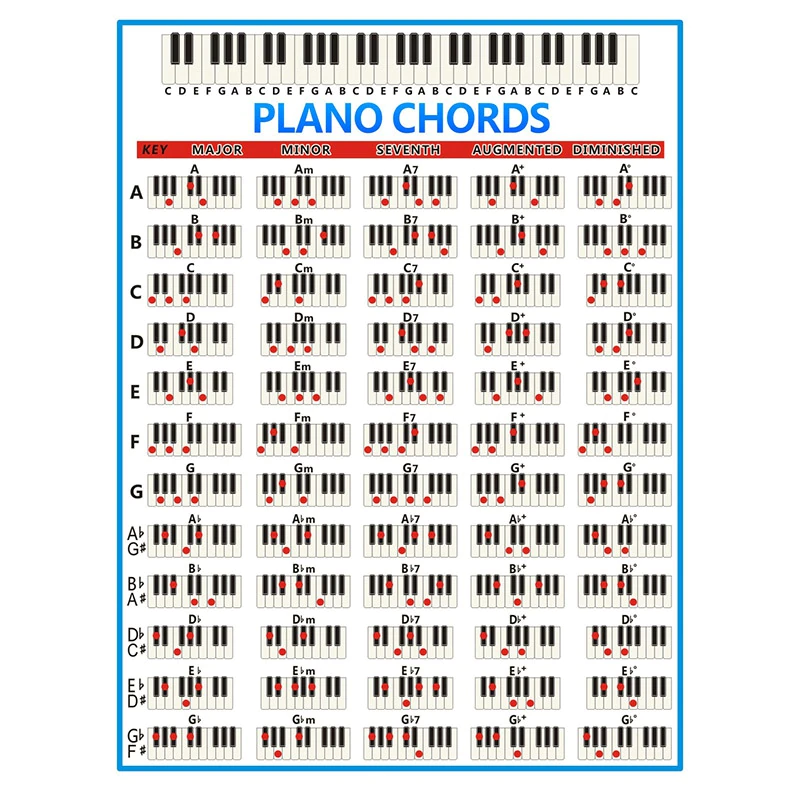 C D E F G A B C D E F G A B C D E F G A B C D E F G A B C D E F G A B C
PLANO CHORDS
KEY MAJOR MINOR SEVENTH AUGMENTED DIMINISHED
A Am A7 A+ A°
A
B Bm B7 B+ B°
B
C Cm C7 C+ C°
C
D Dm D7 D+ D°
D
E Em E7 E+ E°
E
F Fm F7 F+ F°
F
G Gm G7 G+ G°
G
A♭ A♭m A♭7 A♭+ A♭°
A♭
G♯
B♭ B♭m B♭7 B♭+ B♭°
B♭
A♯
D♭ D♭m D♭7 D♭+ D♭°
D♭
C♯
E♭ E♭m E♭7 E♭+ E♭°
E♭
D♯
G♭ G♭m G♭7 G♭+ G♭°
G♭
F♯